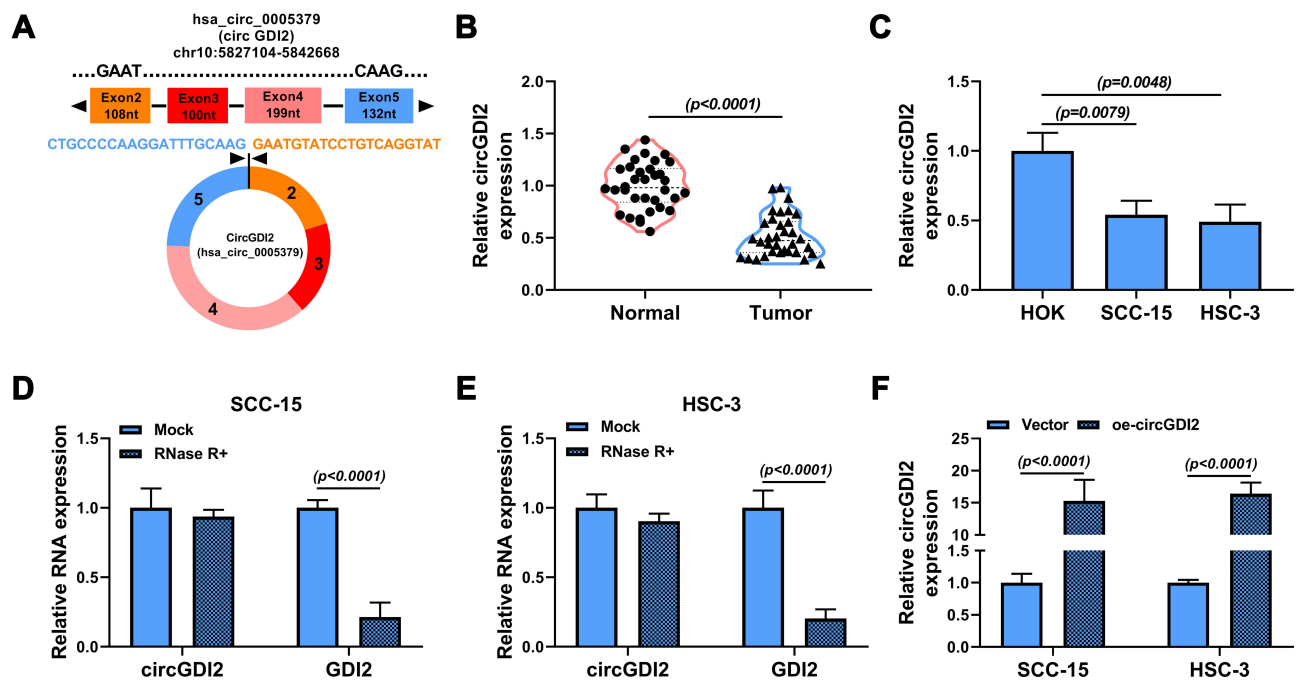 A
hsa_circ_0005379
(circ GDI2)
chr10:5827104-5842668
GAAT
CAAG
Exon2
108nt
Exon3
100nt
Exon4
199nt
Exon5
132nt
CTGCCCCAAGGATTTGCAAG GAATGTATCCTGTCAGGTAT
5
2
3
4
CircGDI2
(hsa_circ_0005379)
B
Relative circGDI2
expression
2.0
1.5
1.0
0.5
0.0
(p<0.0001)
Normal
Tumor
C
Relative circGDI2
expression
1.5
1.0
0.5
0.0
(p=0.0048)
(p=0.0079)
HOK
SCC-15
HSC-3
D
SCC-15
Mock
RNase R+
Relative RNA expression
1.5
1.0
0.5
0.0
(p<0.0001)
circGDI2
GDI2
E
HSC-3
Mock
RNase R+
Relative RNA expression
1.5
1.0
0.5
0.0
(p<0.0001)
circGDI2
GDI2
F
Vector
oe-circGDI2
Relative circGDI2
expression
25
20
15
10
1.5
1.0
0.5
0.0
(p<0.0001)
(p<0.0001)
SCC-15
HSC-3